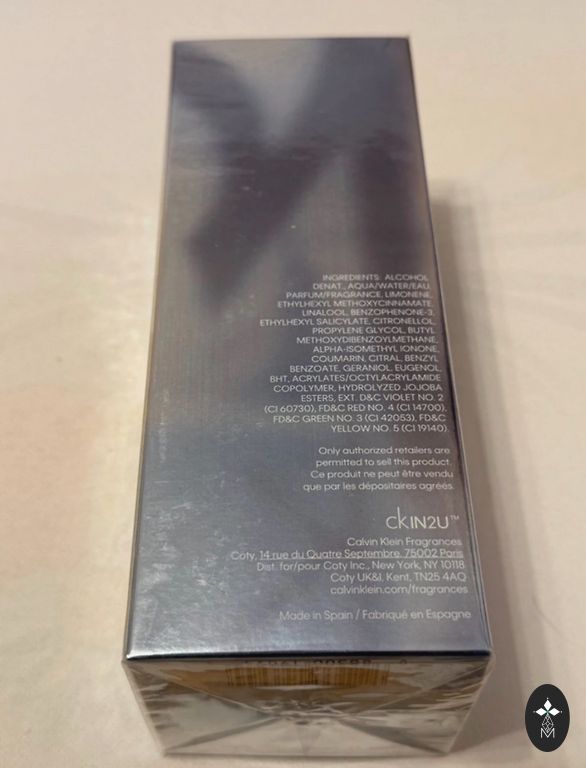 INGREDIENTS: ALCOHOL
DENAT., AQUA/WATER/EAU,
PARFUM/FRAGRANCE, LIMONENE,
ETHYLHEXYL METHOXYCINNAMATE,
LINALOOL, BENZOPHENONE-3,
ETHYLHEXYL SALICYLATE, CITRONELLOL,
PROPYLENE GLYCOL, BUTYL
METHOXYDIBENZOYLMETHANE,
ALPHA-ISOMETHYL IONONE,
COUMARIN, CITRAL, BENZYL
BENZOATE, GERANIOL, EUGENOL,
BHT, ACRYLATES/OCTYLACRYLAMIDE
COPOLYMER, HYDROLYZED JOJOBA
ESTERS, EXT. D&C VIOLET NO. 2
(CI 60730), FD&C RED NO. 4 (CI 14700),
FD&C GREEN NO. 3 (CI 42053), FD&C
YELLOW NO. 5 (CI 19140).
Only authorized retailers are
permitted to sell this product.
Ce produit ne peut être vendu
que par les dépositaires agréés.
ckIN2U™
Calvin Klein Fragrances
Coty, 14 rue du Quatre Septembre, 75002 Paris
Dist. for/pour Coty Inc., New York, NY 10118
Coty UK&I, Kent, TN25 4AQ
calvinklein.com/fragrances
Made in Spain / Fabriqué en Espagne
M